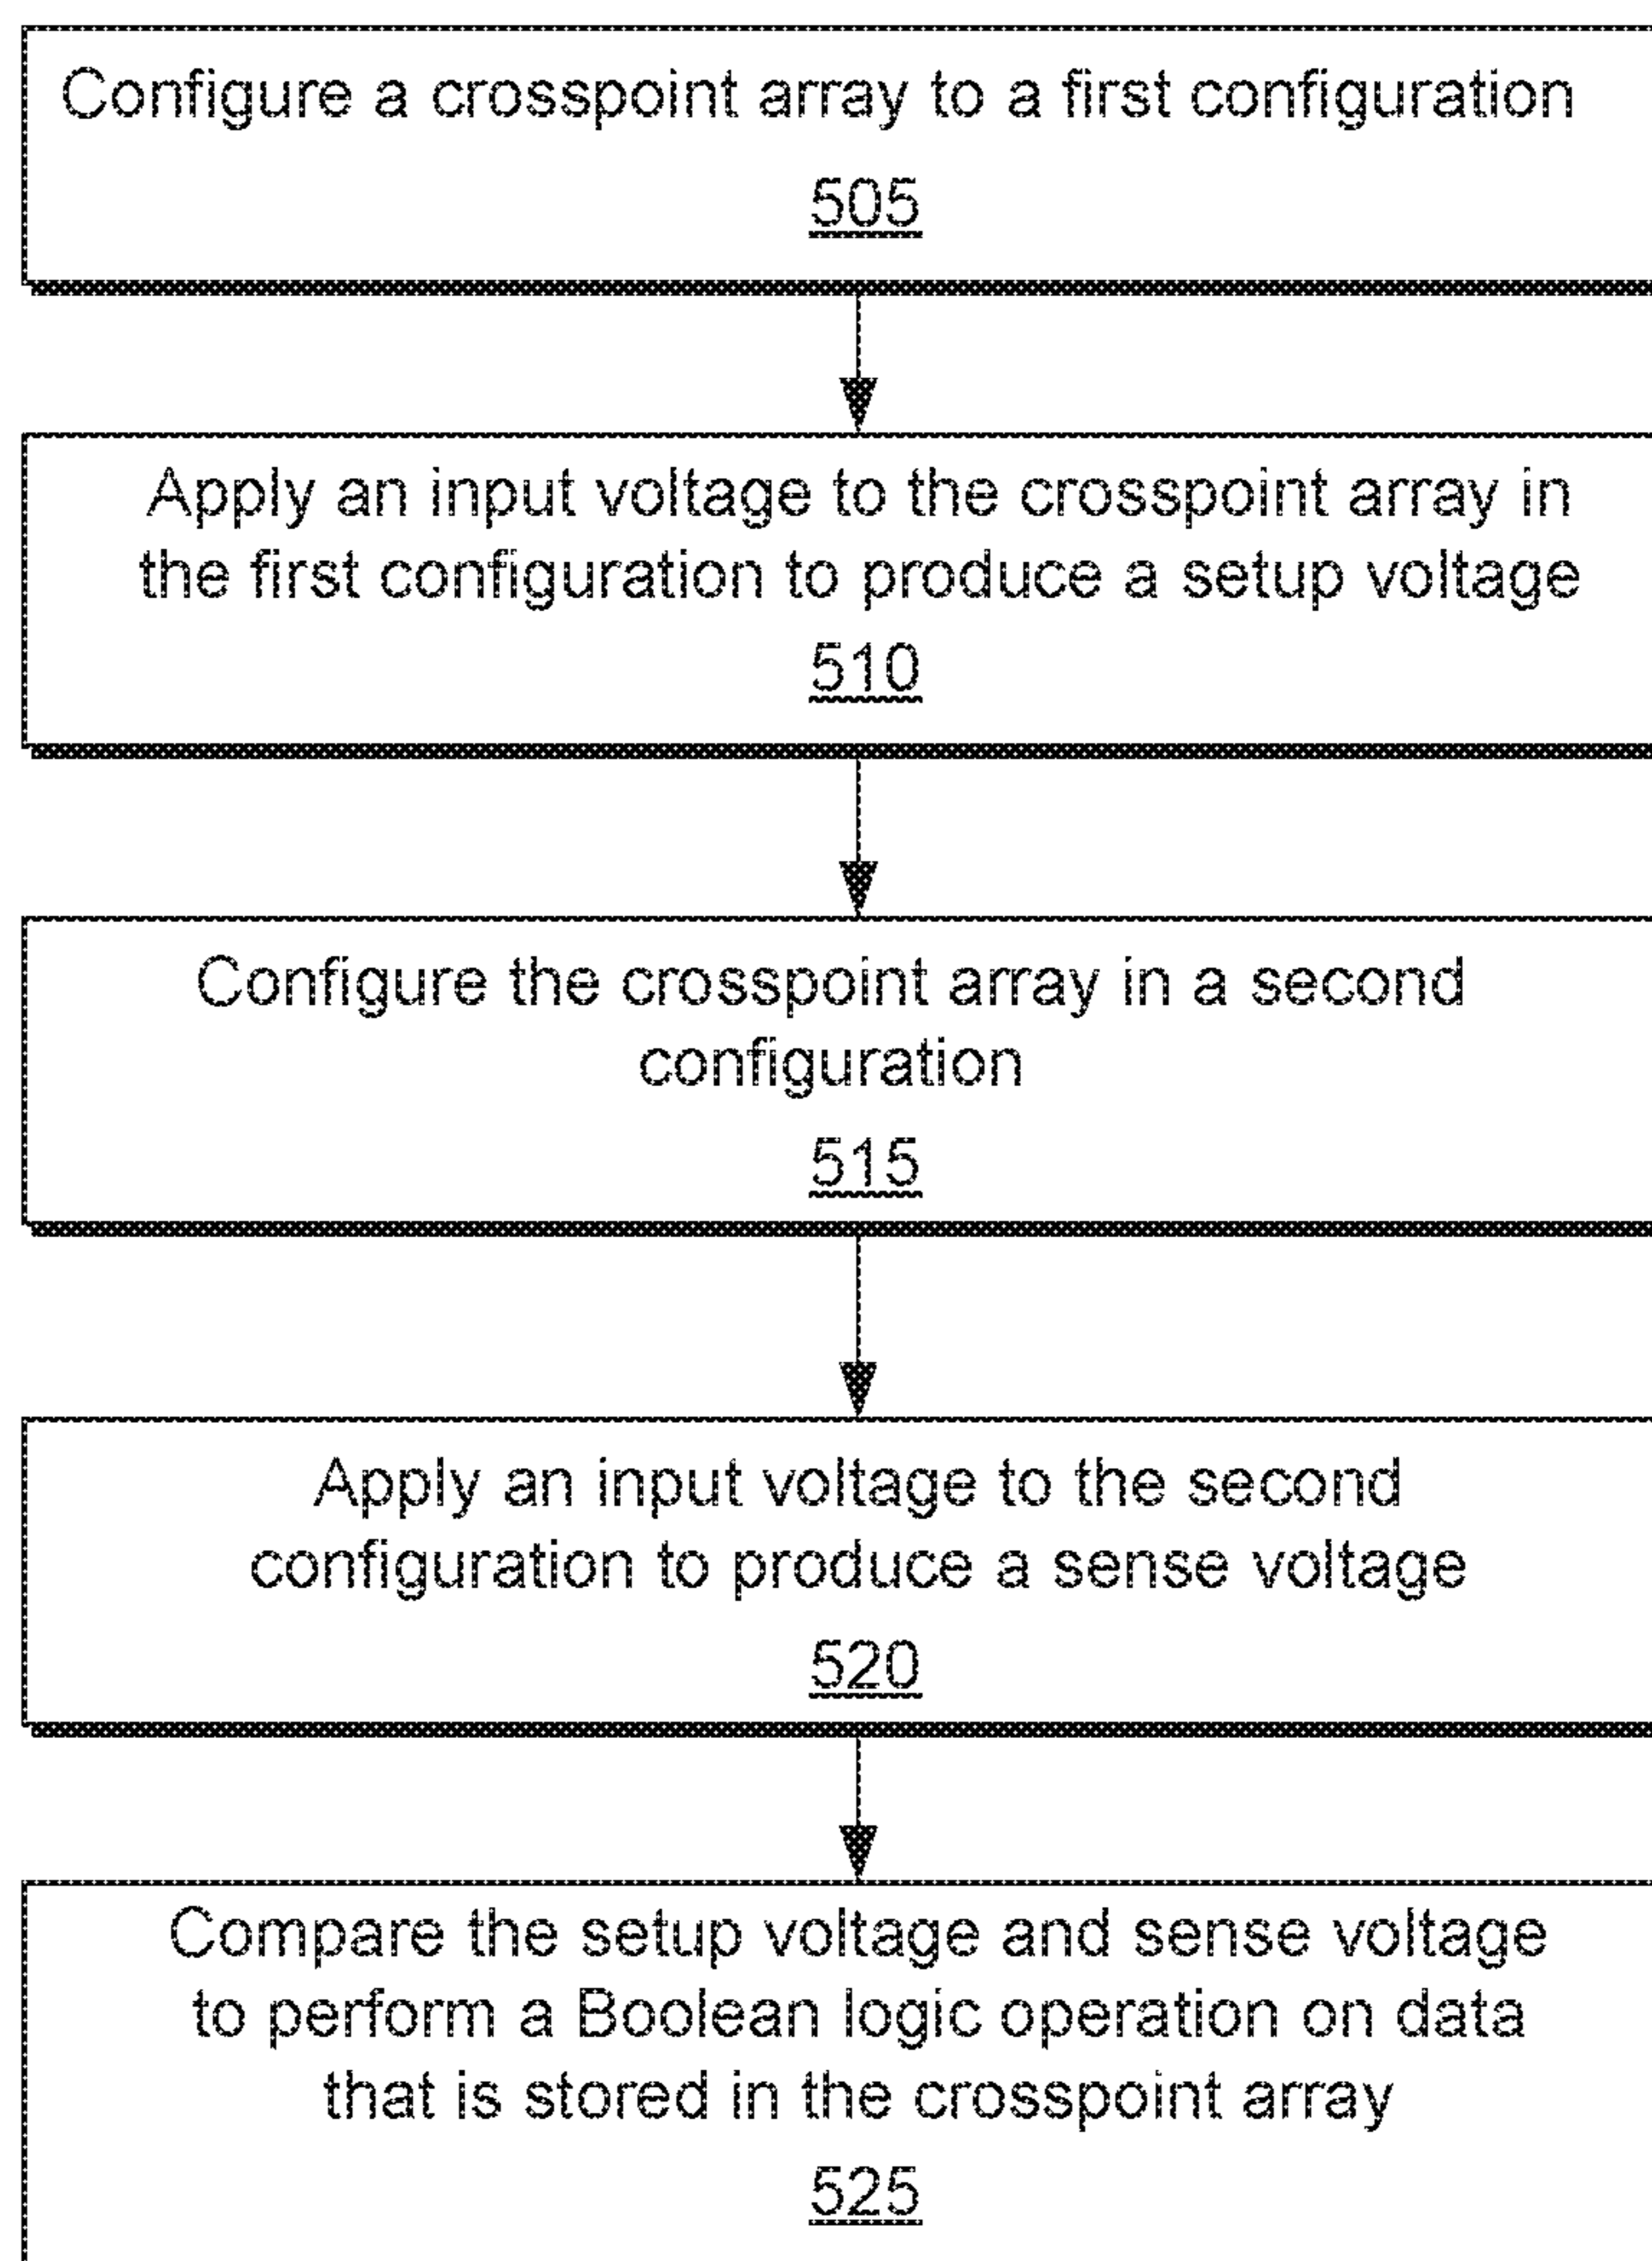 Configure a crosspoint array to a first configuration
505
Apply an input voltage to the crosspoint array in
the first configuration to produce a setup voltage
510
Configure the crosspoint array in a second
configuration
515
Apply an input voltage to the second
configuration to produce a sense voltage
520
Compare the setup voltage and sense voltage
to perform a Boolean logic operation on data
that is stored in the crosspoint array
525